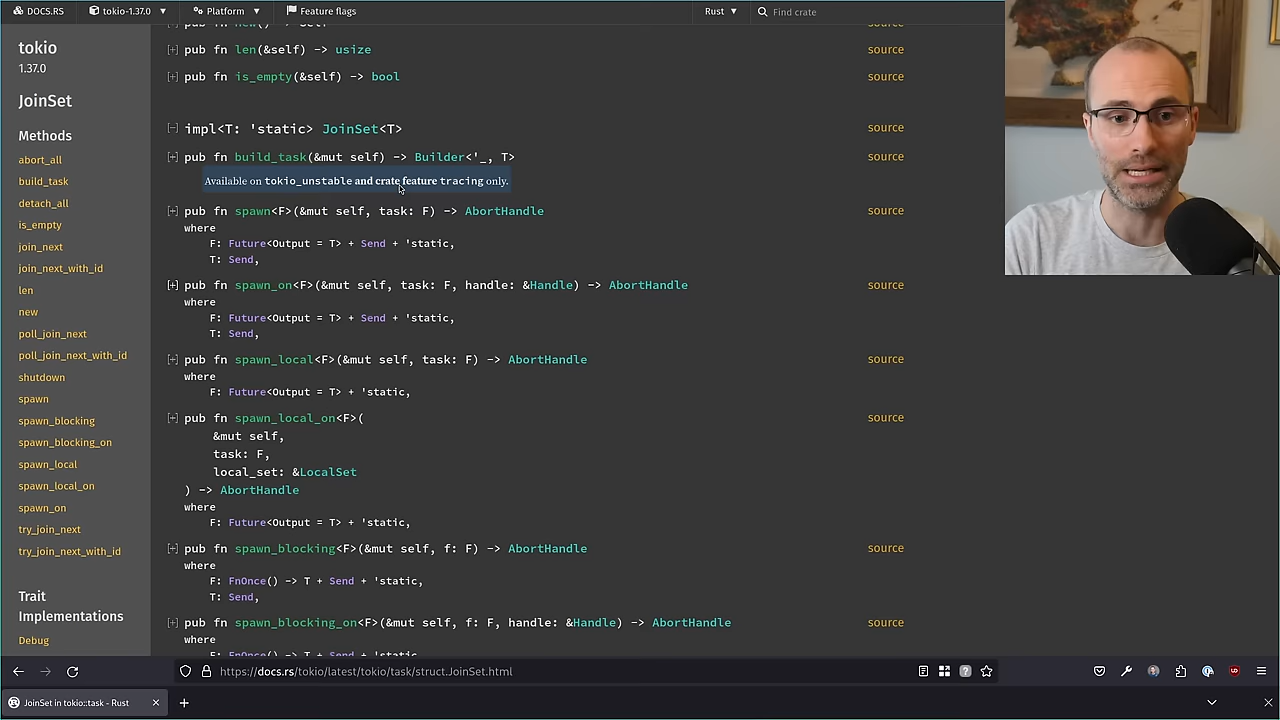 DOCS.RS tokio-1.37.0 Platform Feature flags Rust Find crate
tokio
1.37.0
JoinSet
Methods
abort_all
build_task
detach_all
is_empty
join_next
join_next_with_id
len
new
poll_join_next
poll_join_next_with_id
shutdown
spawn
spawn_blocking
spawn_blocking_on
spawn_local
spawn_local_on
spawn_on
try_join_next
try_join_next_with_id
Trait
Implementations
Debug
pub fn new() -> Self
[+] pub fn len(&self) -> usize source
[+] pub fn is_empty(&self) -> bool source
[-] impl<T: 'static> JoinSet<T> source
[+] pub fn build_task(&mut self) -> Builder<'_, T> source
Available on tokio_unstable and crate feature tracing only.
[+] pub fn spawn<F>(&mut self, task: F) -> AbortHandle source
where
F: Future<Output = T> + Send + 'static,
T: Send,
[+] pub fn spawn_on<F>(&mut self, task: F, handle: &Handle) -> AbortHandle source
where
F: Future<Output = T> + Send + 'static,
T: Send,
[+] pub fn spawn_local<F>(&mut self, task: F) -> AbortHandle source
where
F: Future<Output = T> + 'static,
[+] pub fn spawn_local_on<F>( source
&mut self,
task: F,
local_set: &LocalSet
) -> AbortHandle
where
F: Future<Output = T> + 'static,
[+] pub fn spawn_blocking<F>(&mut self, f: F) -> AbortHandle source
where
F: FnOnce() -> T + Send + 'static,
T: Send,
[+] pub fn spawn_blocking_on<F>(&mut self, f: F, handle: &Handle) -> AbortHandle source
where
F: FnOnce() -> T + Send + 'static,
https://docs.rs/tokio/latest/tokio/task/struct.JoinSet.html
JoinSet in tokio::task - Rust